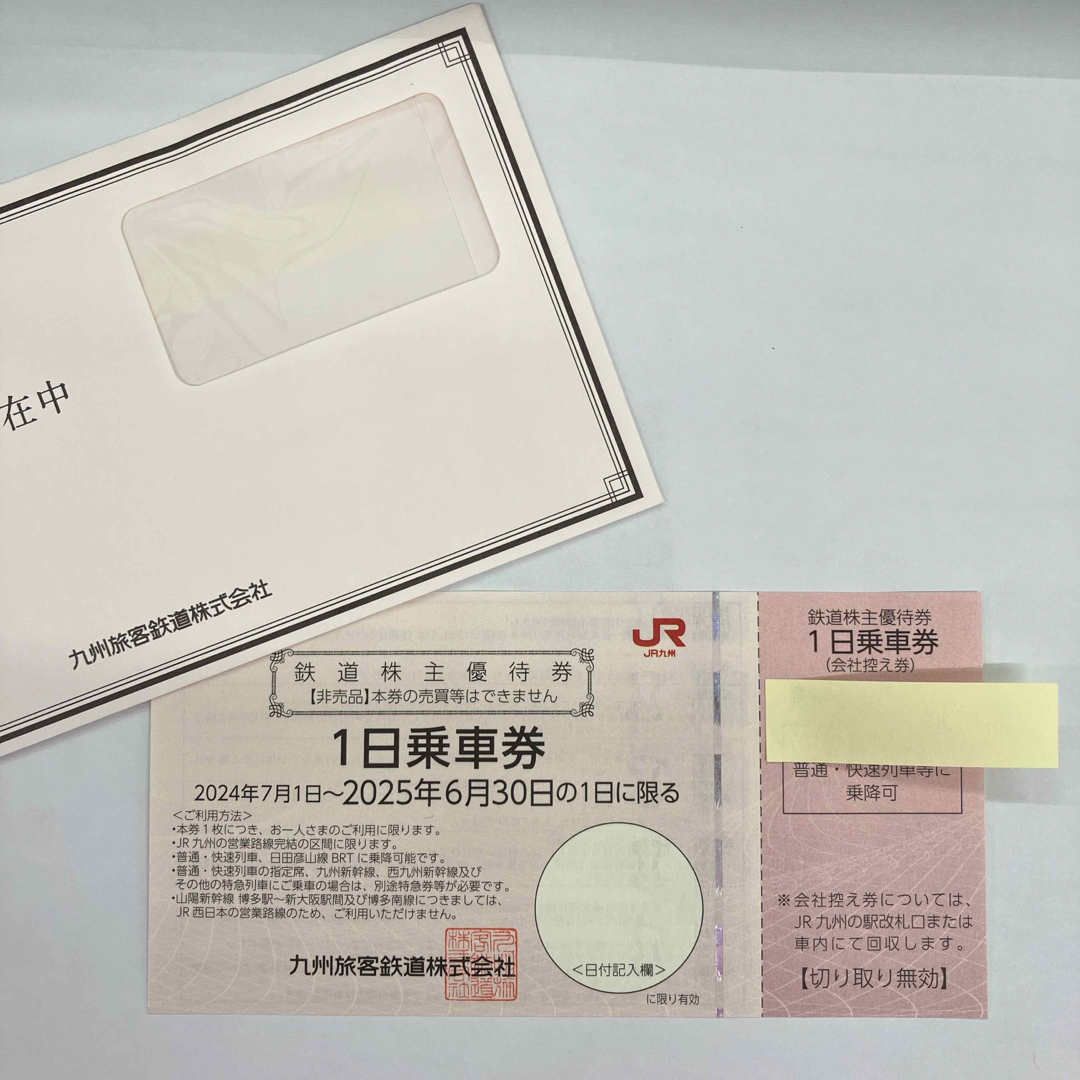 在中
九州旅客鉄道株式会社
JR
JR九州
鉄道株主優待券
【非売品】本券の売買等はできません
1日乗車券
2024年7月1日～2025年6月30日の1日に限る
＜ご利用方法＞
・本券1枚につき、お一人さまのご利用に限ります。
・JR九州の営業路線完結の区間に限ります。
・普通・快速列車、日田彦山線BRTに乗降可能です。
・普通・快速列車の指定席、九州新幹線、西九州新幹線及び
その他の特急列車にご乗車の場合は、別途特急券等が必要です。
・山陽新幹線 博多駅～新大阪駅間及び博多南線につきましては、
JR西日本の営業路線のため、ご利用いただけません。
九州旅客鉄道株式会社
＜日付記入欄＞
に限り有効
鉄道株主優待券
1日乗車券
(会社控え券)
普通・快速列車等に
乗降可
※会社控え券については、
JR九州の駅改札口または
車内にて回収します。
【切り取り無効】